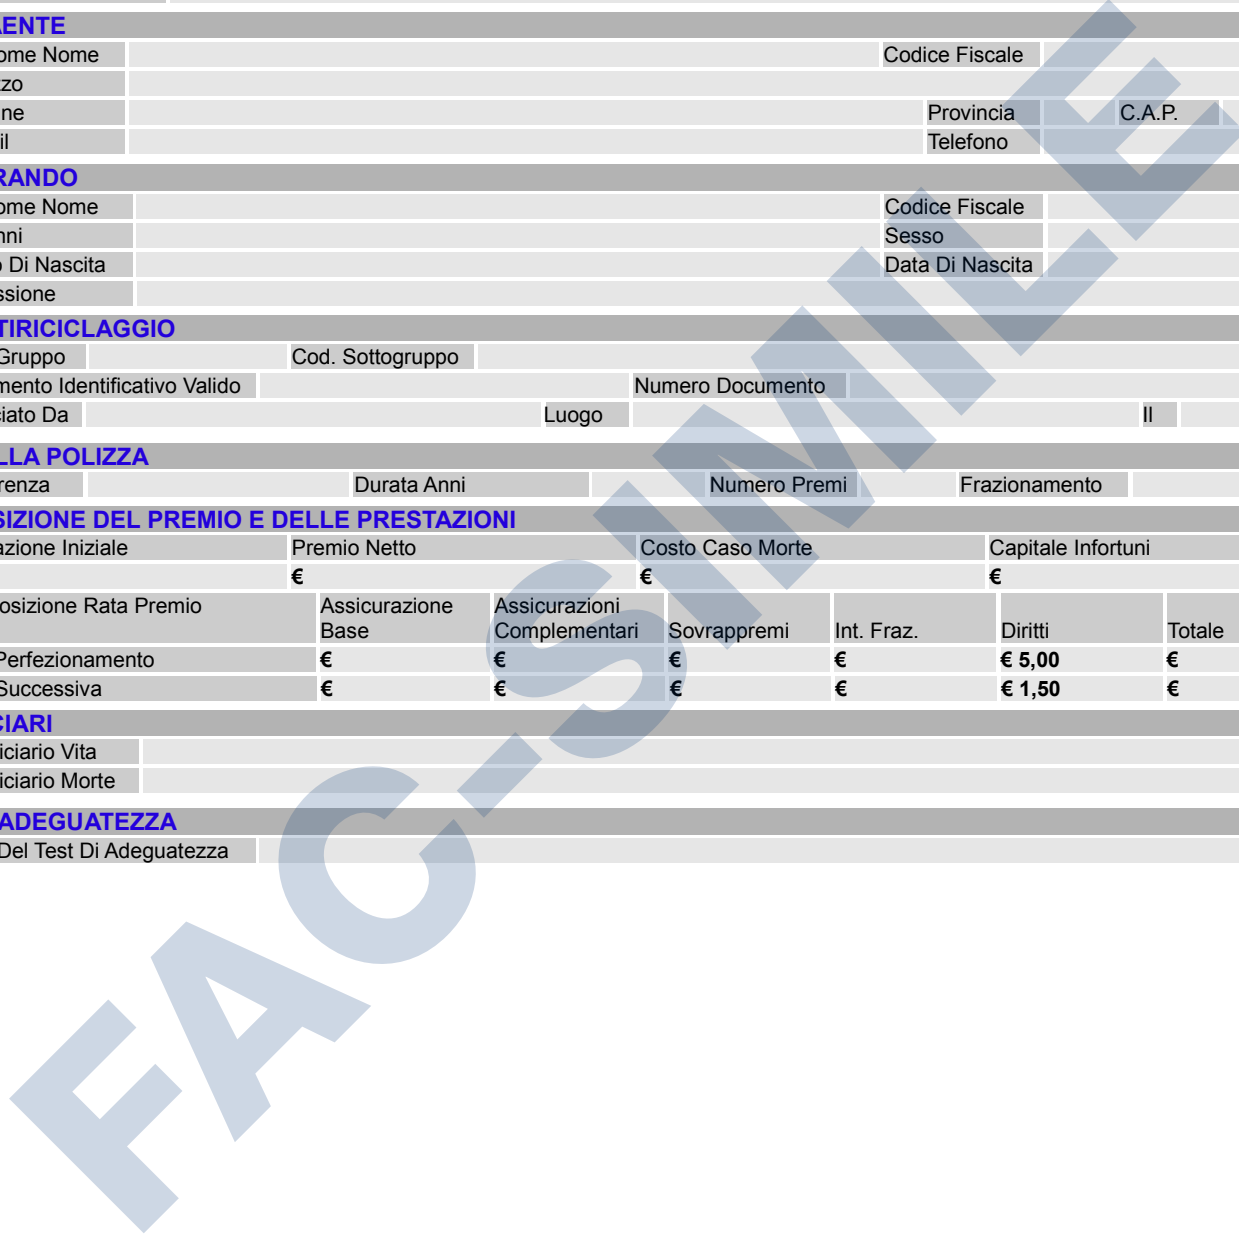 AENTE
ome Nome Codice Fiscale
zzo
ne Provincia C.A.P.
il Telefono
RANDO
ome Nome Codice Fiscale
nni Sesso
o Di Nascita Data Di Nascita
ssione
TIRICICLAGGIO
Gruppo Cod. Sottogruppo
mento Identificativo Valido Numero Documento
ciato Da Luogo Il
LLA POLIZZA
renza Durata Anni Numero Premi Frazionamento
SIZIONE DEL PREMIO E DELLE PRESTAZIONI
azione Iniziale Premio Netto Costo Caso Morte Capitale Infortuni
€ € €
osizione Rata Premio Assicurazione Base Assicurazioni Complementari Sovrappremi Int. Fraz. Diritti Totale
Perfezionamento € € € € € 5,00 €
Successiva € € € € € 1,50 €
CIARI
iciario Vita
iciario Morte
ADEGUATEZZA
Del Test Di Adeguatezza
FAC-SIMILE